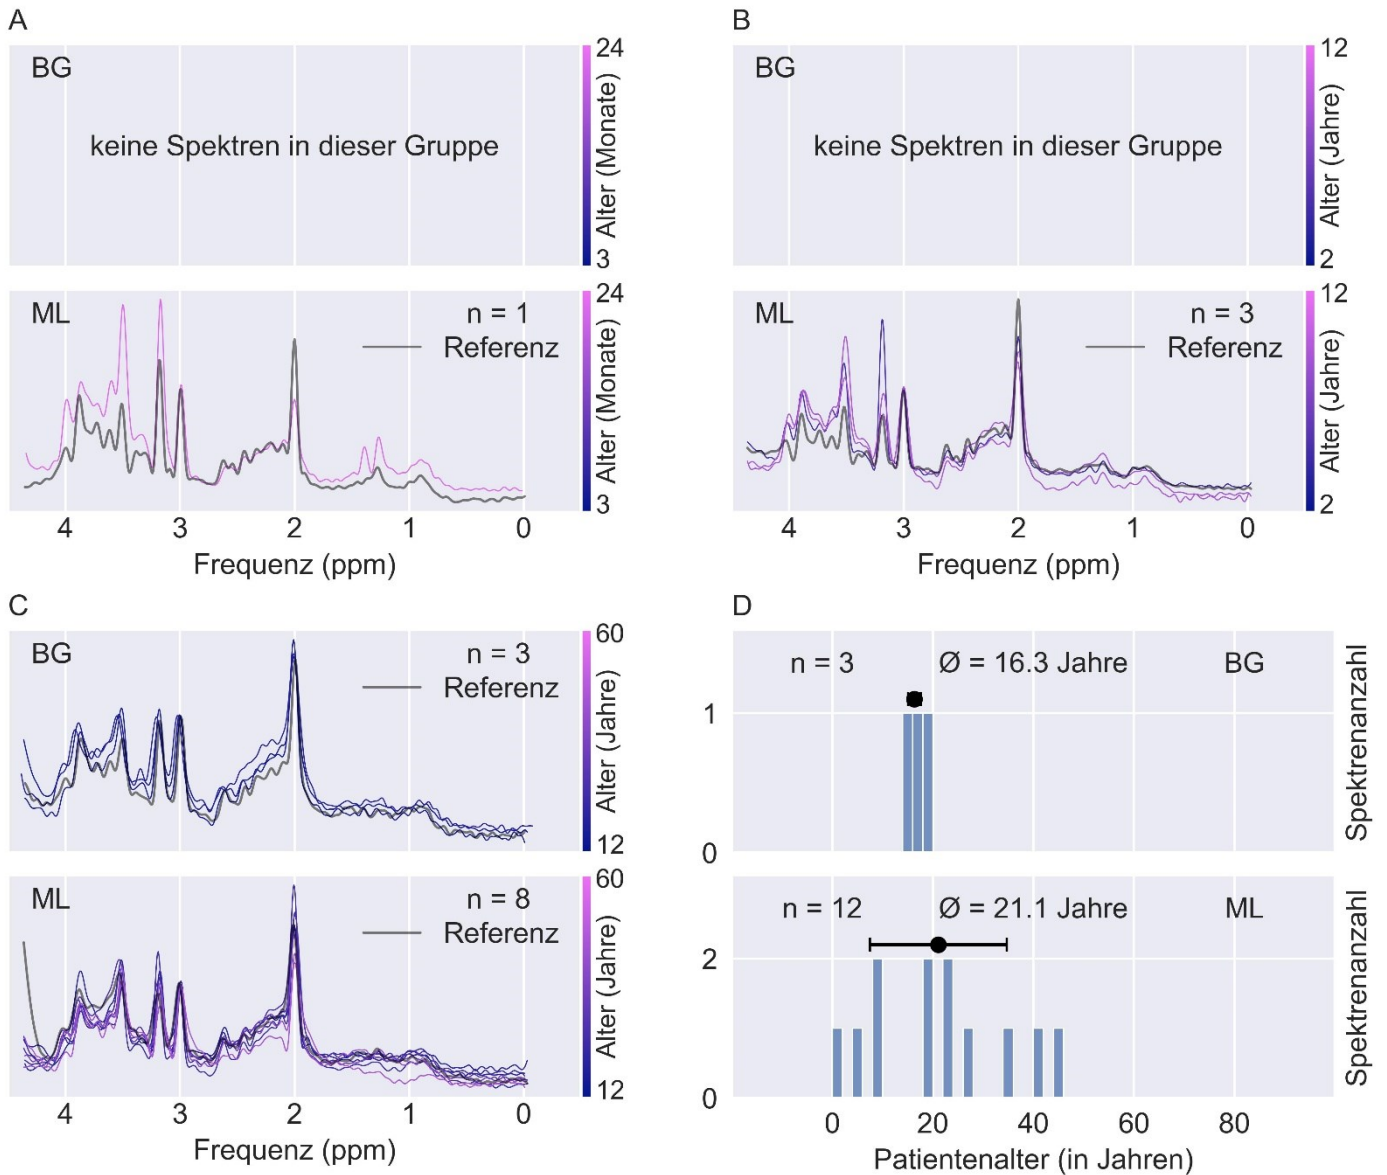 A
BG
keine Spektren in dieser Gruppe
24
Alter (Monate)
3
ML
n = 1
Referenz
24
Alter (Monate)
3
4 3 2 1 0
Frequenz (ppm)
B
BG
keine Spektren in dieser Gruppe
12
Alter (Jahre)
2
ML
n = 3
Referenz
12
Alter (Jahre)
2
4 3 2 1 0
Frequenz (ppm)
C
BG
n = 3
Referenz
60
Alter (Jahre)
12
ML
n = 8
Referenz
60
Alter (Jahre)
12
4 3 2 1 0
Frequenz (ppm)
D
n = 3 Ø = 16.3 Jahre BG
1
0
Spektrenanzahl
n = 12 Ø = 21.1 Jahre ML
2
0
Spektrenanzahl
0 20 40 60 80
Patientenalter (in Jahren)